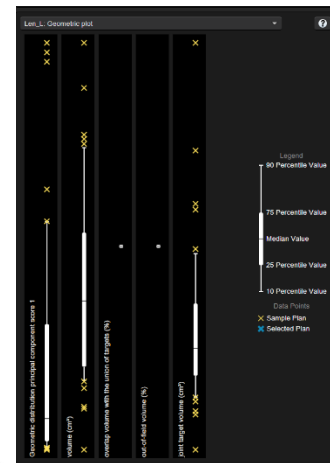 Len_L. Geometric plot
?
Geometric distribution principal component score 1
volume (cm³)
overlap volume with the union of targets (%)
out-of-field volume (%)
joint target volume (cm³)
Legend
90 Percentile Value
75 Percentile Value
Median Value
25 Percentile Value
10 Percentile Value
Data Points
Sample Plan
Selected Plan